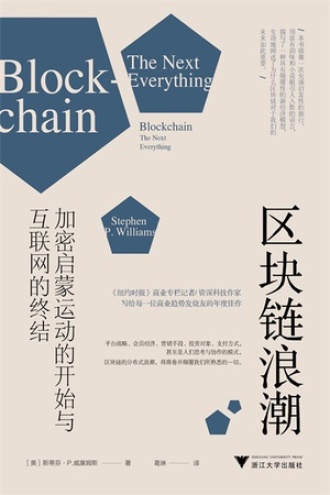 Block-
chain
The Next
Everything
Blockchain
The Next
Everything
Stephen
P. Williams
区块链浪潮
加密启蒙运动的开始与
互联网的终结
《纽约时报》商业专栏记者/资深科技作家
写给每一位商业趋势发烧友的年度佳作
平台战略、会员经济、营销手段、投资对象、支付方式，
甚至是人们思考与协作的模式，
区块链的分布式浪潮，将席卷并颠覆我们所熟悉的一切。
[美] 斯蒂芬·P.威廉姆斯 著
葛琳 译
浙江大学出版社